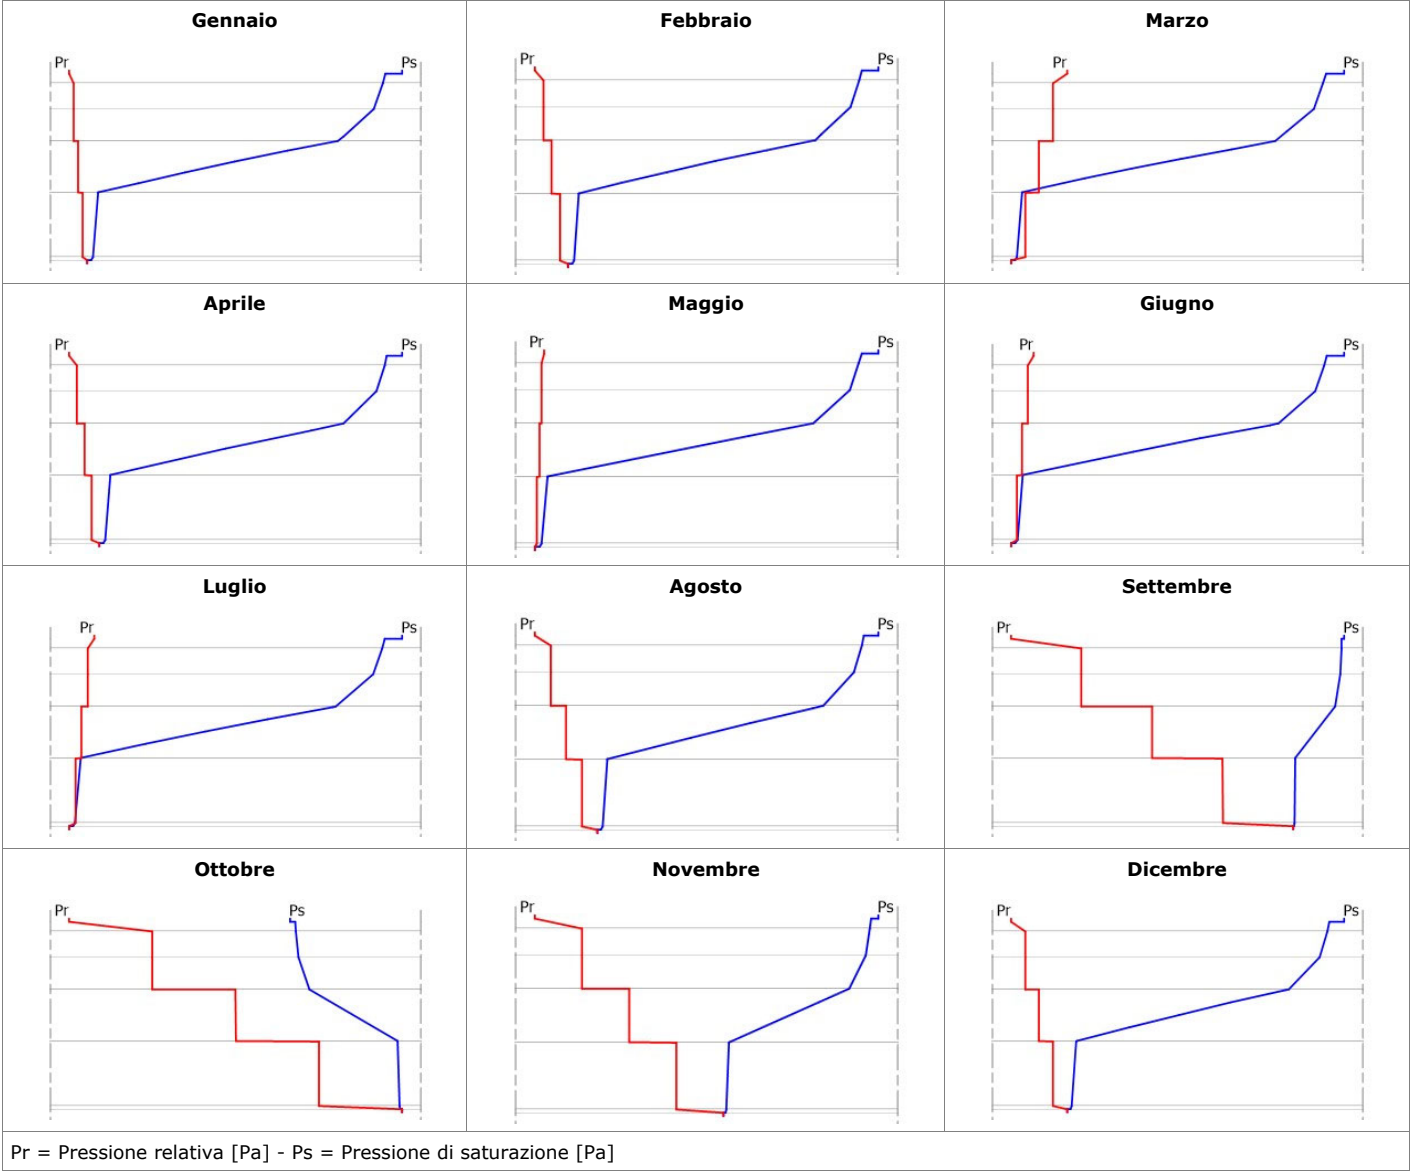 Gennaio
Febbraio
Marzo
Pr
Ps
Pr
Ps
Pr
Ps
Aprile
Maggio
Giugno
Pr
Ps
Pr
Ps
Pr
Ps
Luglio
Agosto
Settembre
Pr
Ps
Pr
Ps
Pr
Ps
Ottobre
Novembre
Dicembre
Pr
Ps
Pr
Ps
Pr
Ps
Pr = Pressione relativa [Pa] - Ps = Pressione di saturazione [Pa]